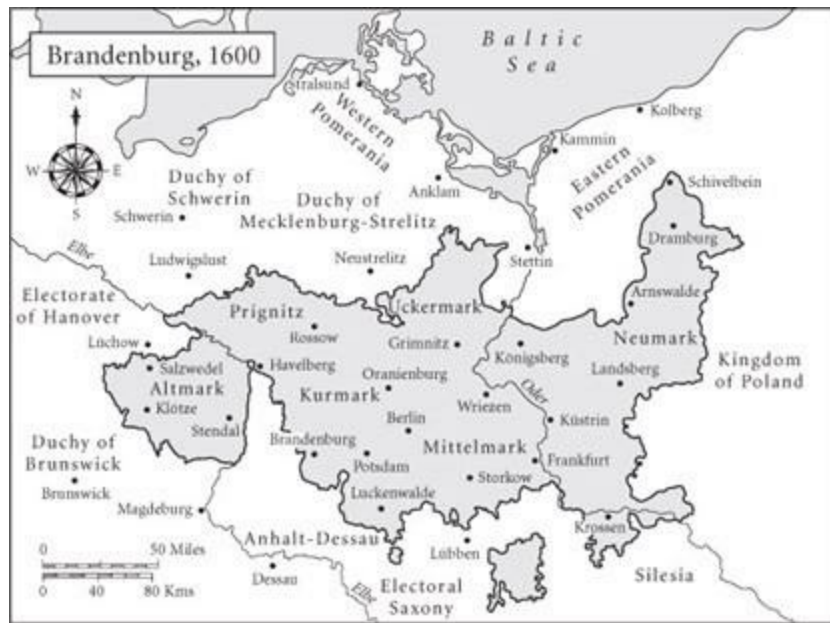 Brandenburg, 1600
Baltic
Sea
N
W
E
S
Stralsund
Western
Pomerania
Kolberg
Kammin
Eastern
Pomerania
Anklam
Schivelbein
Duchy of
Schwerin
Duchy of
Mecklenburg-Strelitz
Schwerin
Dramburg
Elbe
Stettin
Ludwigslust
Neustrelitz
Electorate
of Hanover
Prignitz
Uckermark
Arnswalde
Rossow
Neumark
Lüchow
Grimnitz
Königsberg
Kingdom
of Poland
Salzwedel
Havelberg
Oranienburg
Landsberg
Altmark
Kurmark
Wriezen
Oder
Klötze
Stendal
Berlin
Küstrin
Duchy of
Brunswick
Brandenburg
Mittelmark
Potsdam
Frankfurt
Brunswick
Storkow
Luckenwalde
Magdeburg
Krossen
Anhalt-Dessau
Lübben
0
50 Miles
0
40
80 Kms
Dessau
Elbe
Electoral
Saxony
Silesia